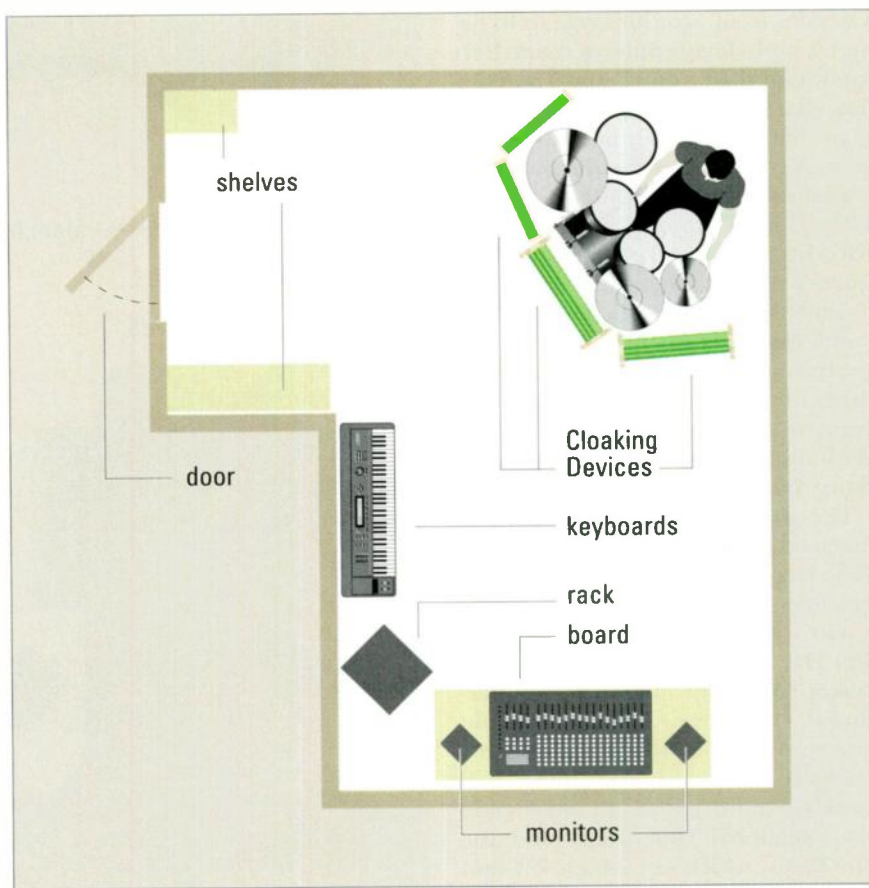 shelves
door
Cloaking
Devices
keyboards
rack
board
monitors